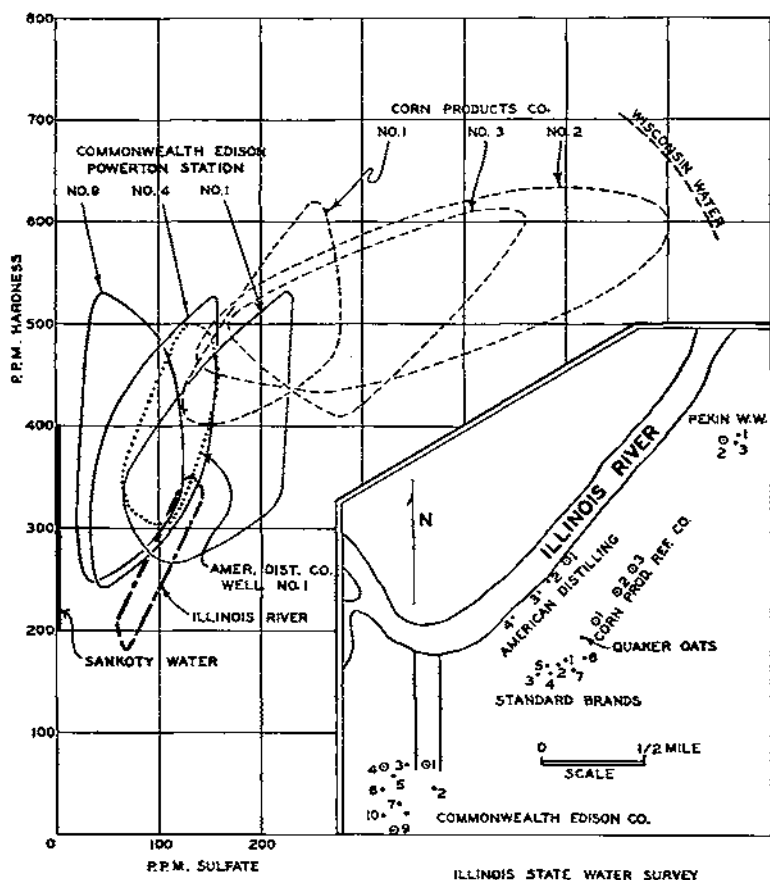 800
700
600
500
400
300
200
100
0
100
200
P.P.M. HARDNESS
P.P.M. SULFATE
CORN PRODUCTS CO.
NO.1
NO. 3
NO. 2
WISCONSIN WATER
COMMONWEALTH EDISON
POWERTON STATION
NO.9
NO. 4
NO.1
AMER. DIST. CO.
WELL NO.1
ILLINOIS RIVER
SANKOTY WATER
N
ILLINOIS RIVER
PEKIN W.W.
1
2
3
AMERICAN DISTILLING
4
3
2
1
CORN PROD. REF. CO.
1
2
3
QUAKER OATS
5
1
6
3
4
2
7
STANDARD BRANDS
0
1/2 MILE
SCALE
4
3
1
5
6
2
7
10
9
COMMONWEALTH EDISON CO.
ILLINOIS STATE WATER SURVEY